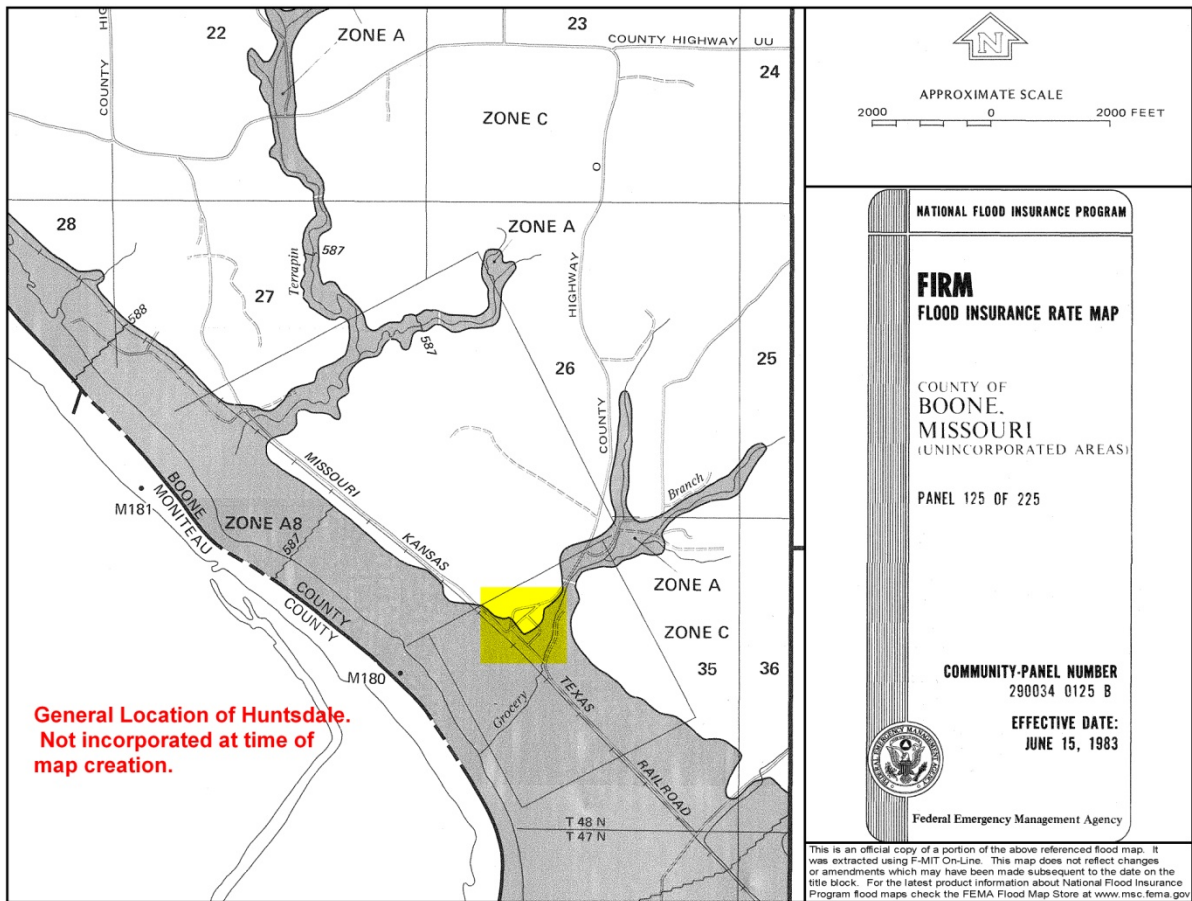 22
ZONE A
23
COUNTY HIGHWAY UU
24
COUNTY
HIG
ZONE C
ZONE A
28
587
Terrapin
27
588
587
HIGHWAY
COUNTY
26
25
MISSOURI
KANSAS
Branch
BOONE
MONITEAU
M181
ZONE A8
587
COUNTY
COUNTY
ZONE A
ZONE C
35
36
M180
TEXAS
Grocery
RAILROAD
General Location of Huntsdale.
Not incorporated at time of
map creation.
T 48 N
T 47 N
N
APPROXIMATE SCALE
2000 0 2000 FEET
NATIONAL FLOOD INSURANCE PROGRAM
FIRM
FLOOD INSURANCE RATE MAP
COUNTY OF
BOONE,
MISSOURI
(UNINCORPORATED AREAS)
PANEL 125 OF 225
COMMUNITY-PANEL NUMBER
290034 0125 B
EFFECTIVE DATE:
JUNE 15, 1983
FEDERAL EMERGENCY MANAGEMENT AGENCY
Federal Emergency Management Agency
This is an official copy of a portion of the above referenced flood map. It
was extracted using F-MIT On-Line. This map does not reflect changes
or amendments which may have been made subsequent to the date on the
title block. For the latest product information about National Flood Insurance
Program flood maps check the FEMA Flood Map Store at www.msc.fema.gov